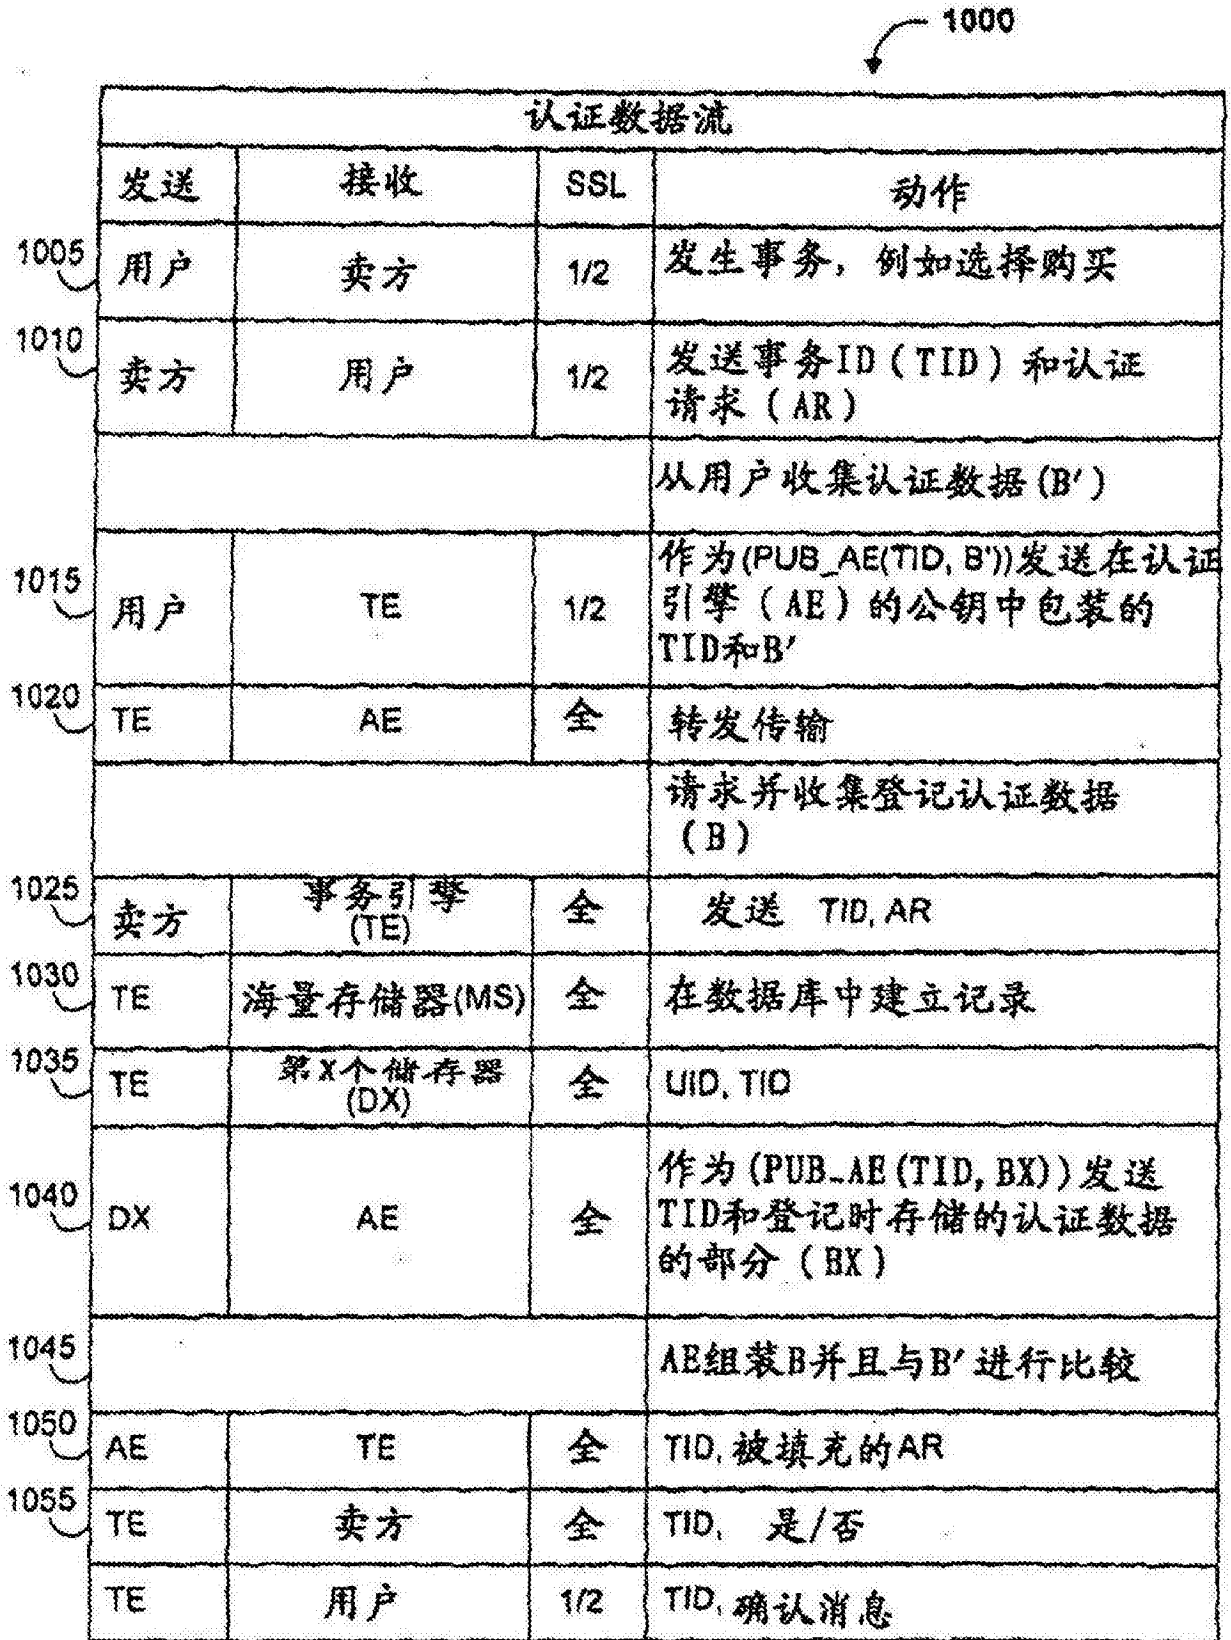 1000
认证数据流
发送 接收 SSL 动作
1005 用户 卖方 1/2 发生事务，例如选择购买
1010 卖方 用户 1/2 发送事务ID（TID）和认证
请求（AR）
从用户收集认证数据(B′)
1015 用户 TE 1/2 作为(PUB_AE(TID, B'))发送在认证
引擎（AE）的公钥中包装的
TID和B′
1020 TE AE 全 转发传输
请求并收集登记认证数据
（B）
1025 卖方 事务引擎
(TE) 全 发送 TID, AR
1030 TE 海量存储器(MS) 全 在数据库中建立记录
1035 TE 第X个储存器
(DX) 全 UID, TID
1040 DX AE 全 作为(PUB_AE(TID, BX))发送
TID和登记时存储的认证数据
的部分（BX）
1045 AE组装B并且与B′进行比较
1050 AE TE 全 TID, 被填充的AR
1055 TE 卖方 全 TID, 是/否
TE 用户 1/2 TID, 确认消息